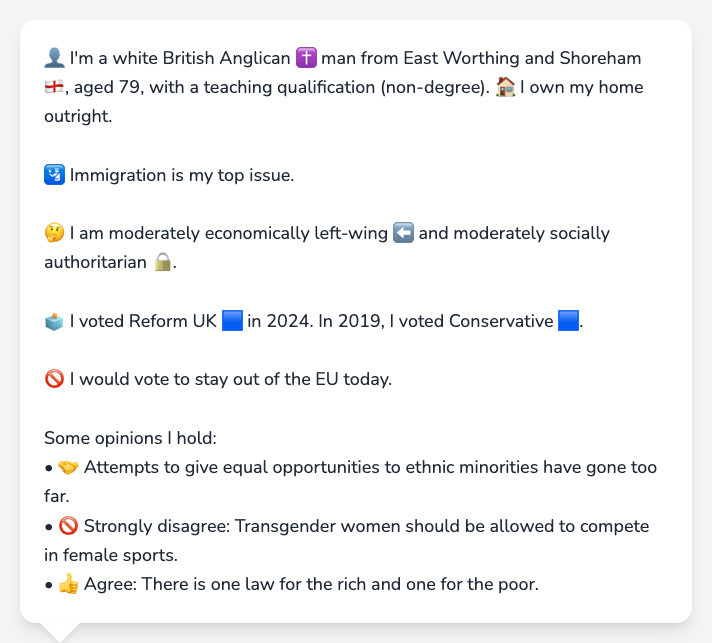 👤 I'm a white British Anglican ✝️ man from East Worthing and Shoreham
🏴󠁧󠁢󠁥󠁮󠁧󠁿, aged 79, with a teaching qualification (non-degree). 🏠 I own my home
outright.
🛂 Immigration is my top issue.
🤔 I am moderately economically left-wing ⬅️ and moderately socially
authoritarian 🔒.
🗳️ I voted Reform UK 🟦 in 2024. In 2019, I voted Conservative 🟦.
🚫 I would vote to stay out of the EU today.
Some opinions I hold:
• 🤝 Attempts to give equal opportunities to ethnic minorities have gone too
far.
• 🚫 Strongly disagree: Transgender women should be allowed to compete
in female sports.
• 👍 Agree: There is one law for the rich and one for the poor.